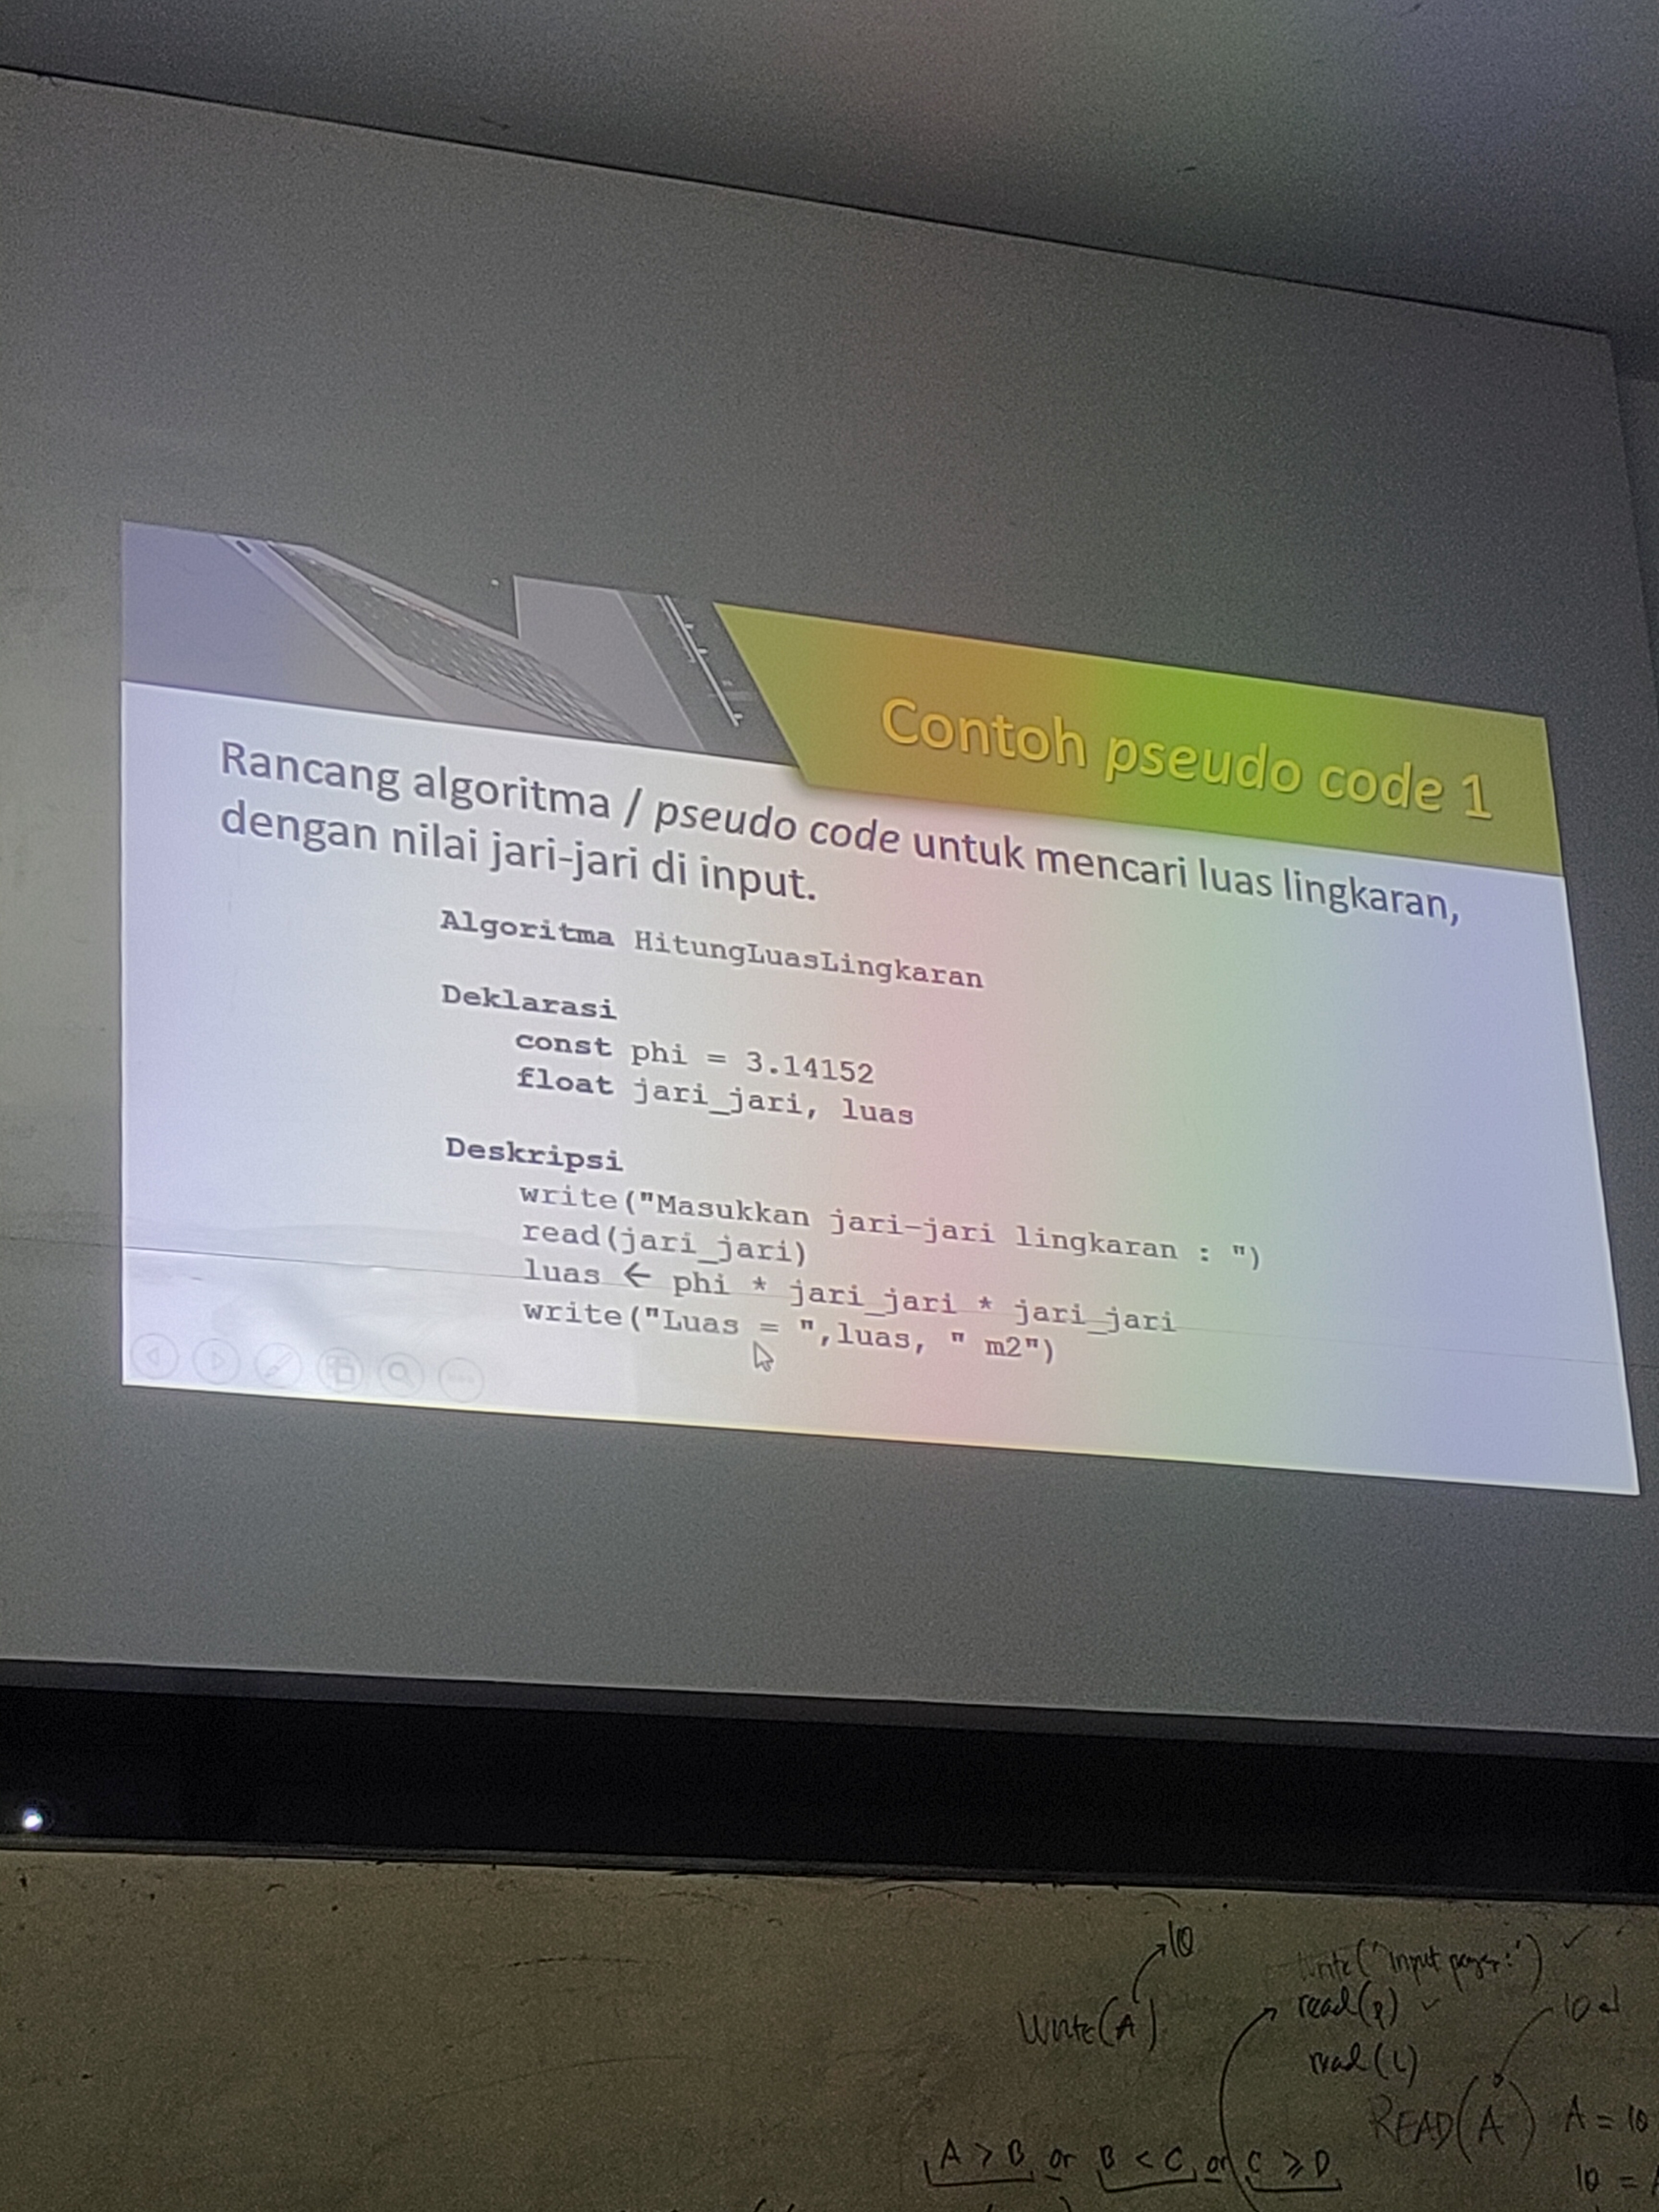 Contoh pseudo code 1
Rancang algoritma / pseudo code untuk mencari luas lingkaran,
dengan nilai jari-jari di input.
Algoritma HitungLuasLingkaran
Deklarasi
const phi = 3.14152
float jari_jari, luas
Deskripsi
write("Masukkan jari-jari lingkaran : ")
read(jari_jari)
luas ← phi * jari_jari * jari_jari
write("Luas = ",luas, " m2")
10
Write("Input :")
Write(A)
read(p)
10
read(L)
READ(A) A = 10
A > B or B < C or C ≥ D
10 =